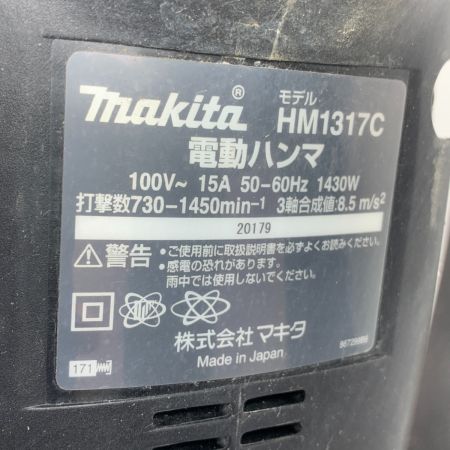 makita®
モデル
HM1317C
電動ハンマ
100V~ 15A 50-60Hz 1430W
打撃数730-1450min-1 3軸合成値:8.5 m/s2
20179
警告
・ご使用前に取扱説明書を必ずよくお読みください。
・感電の恐れがあります。
雨中では使用しないでください。
株式会社 マキタ
Made in Japan
171